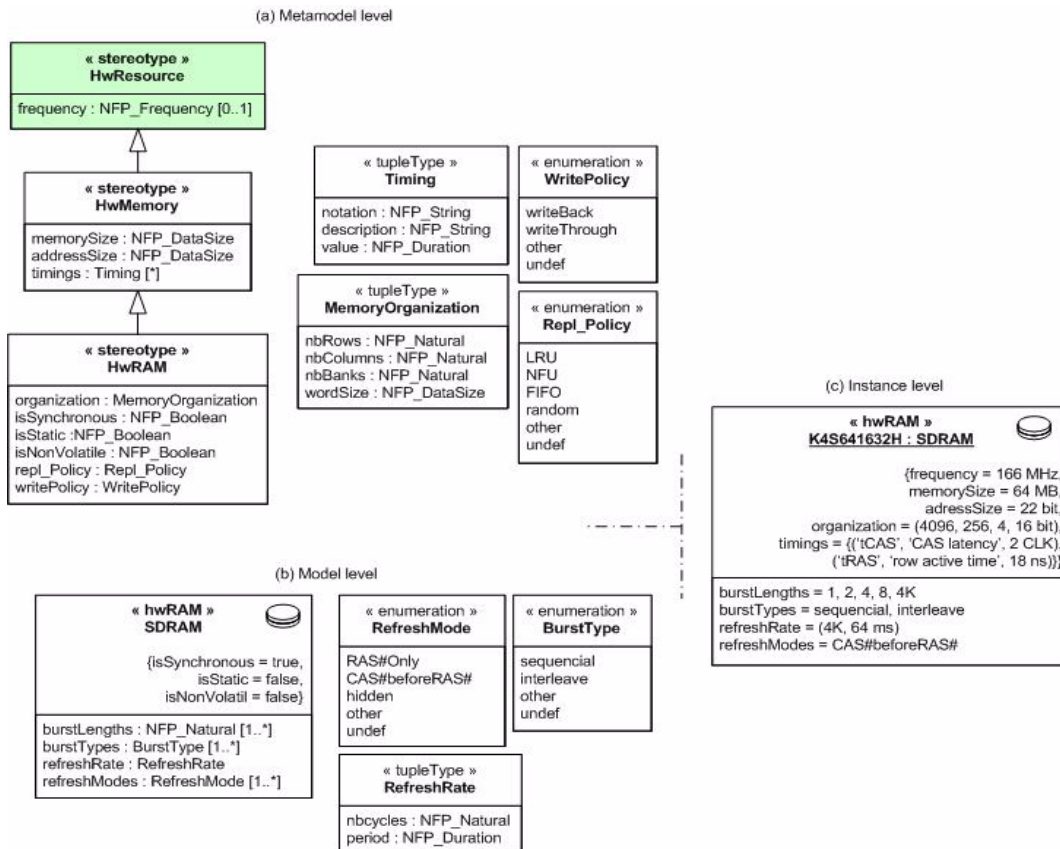 (a) Metamodel level
« stereotype »
HwResource
frequency : NFP_Frequency [0..1]
« stereotype »
HwMemory
memorySize : NFP_DataSize
addressSize : NFP_DataSize
timings : Timing [*]
« stereotype »
HwRAM
organization : MemoryOrganization
isSynchronous : NFP_Boolean
isStatic :NFP_Boolean
isNonVolatile : NFP_Boolean
repl_Policy : Repl_Policy
writePolicy : WritePolicy
« tupleType »
Timing
notation : NFP_String
description : NFP_String
value : NFP_Duration
« enumeration »
WritePolicy
writeBack
writeThrough
other
undef
« tupleType »
MemoryOrganization
nbRows : NFP_Natural
nbColumns : NFP_Natural
nbBanks : NFP_Natural
wordSize : NFP_DataSize
« enumeration »
Repl_Policy
LRU
NFU
FIFO
random
other
undef
(b) Model level
« hwRAM »
SDRAM
{isSynchronous = true,
isStatic = false,
isNonVolatil = false}
burstLengths : NFP_Natural [1..*]
burstTypes : BurstType [1..*]
refreshRate : RefreshRate
refreshModes : RefreshMode [1..*]
« enumeration »
RefreshMode
RAS#Only
CAS#beforeRAS#
hidden
other
undef
« enumeration »
BurstType
sequencial
interleave
other
undef
« tupleType »
RefreshRate
nbcycles : NFP_Natural
period : NFP_Duration
(c) Instance level
« hwRAM »
K4S641632H : SDRAM
{frequency = 166 MHz,
memorySize = 64 MB,
adressSize = 22 bit,
organization = (4096, 256, 4, 16 bit),
timings = {(‘tCAS’, ‘CAS latency’, 2 CLK),
(‘tRAS’, ‘row active time’, 18 ns)}}
burstLengths = 1, 2, 4, 8, 4K
burstTypes = sequencial, interleave
refreshRate = (4K, 64 ms)
refreshModes = CAS#beforeRAS#